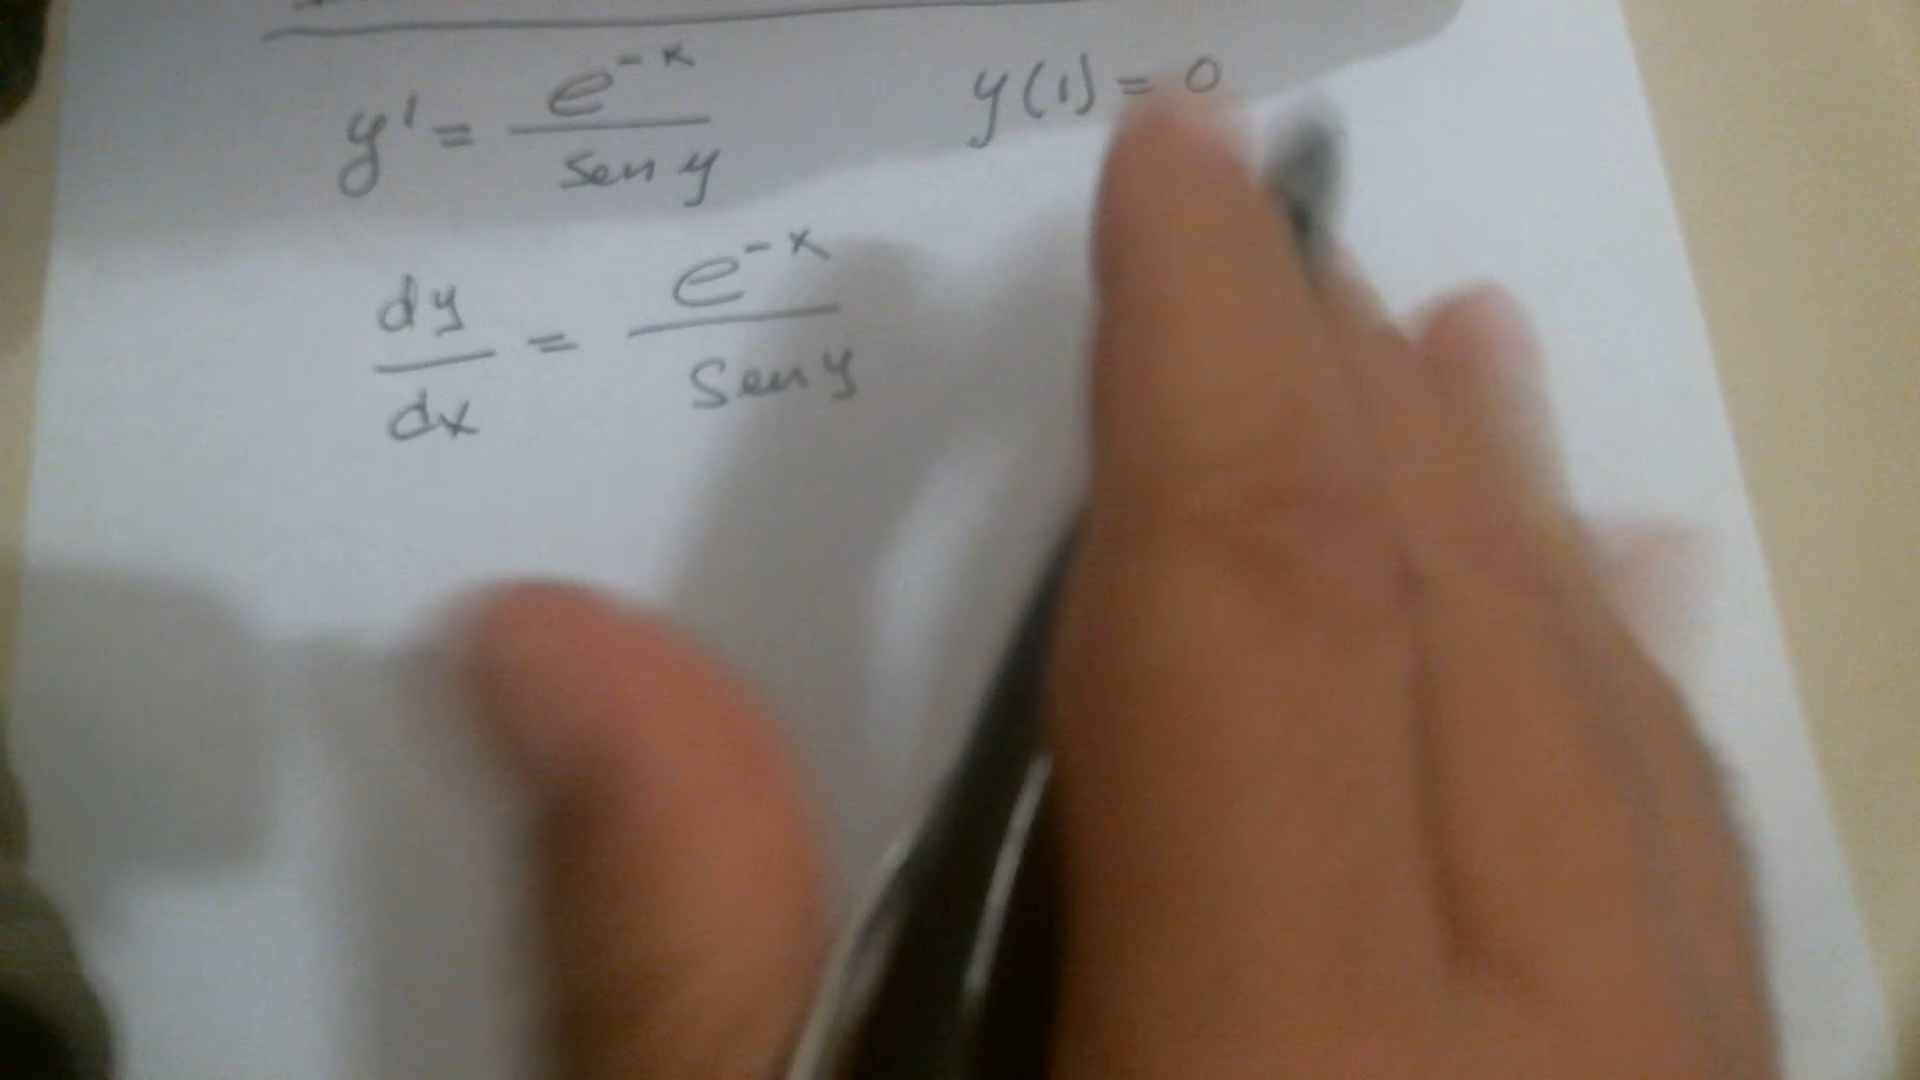 y' = e^{-x} / sen y    y(1) = 0
dy/dx = e^{-x} / sen y